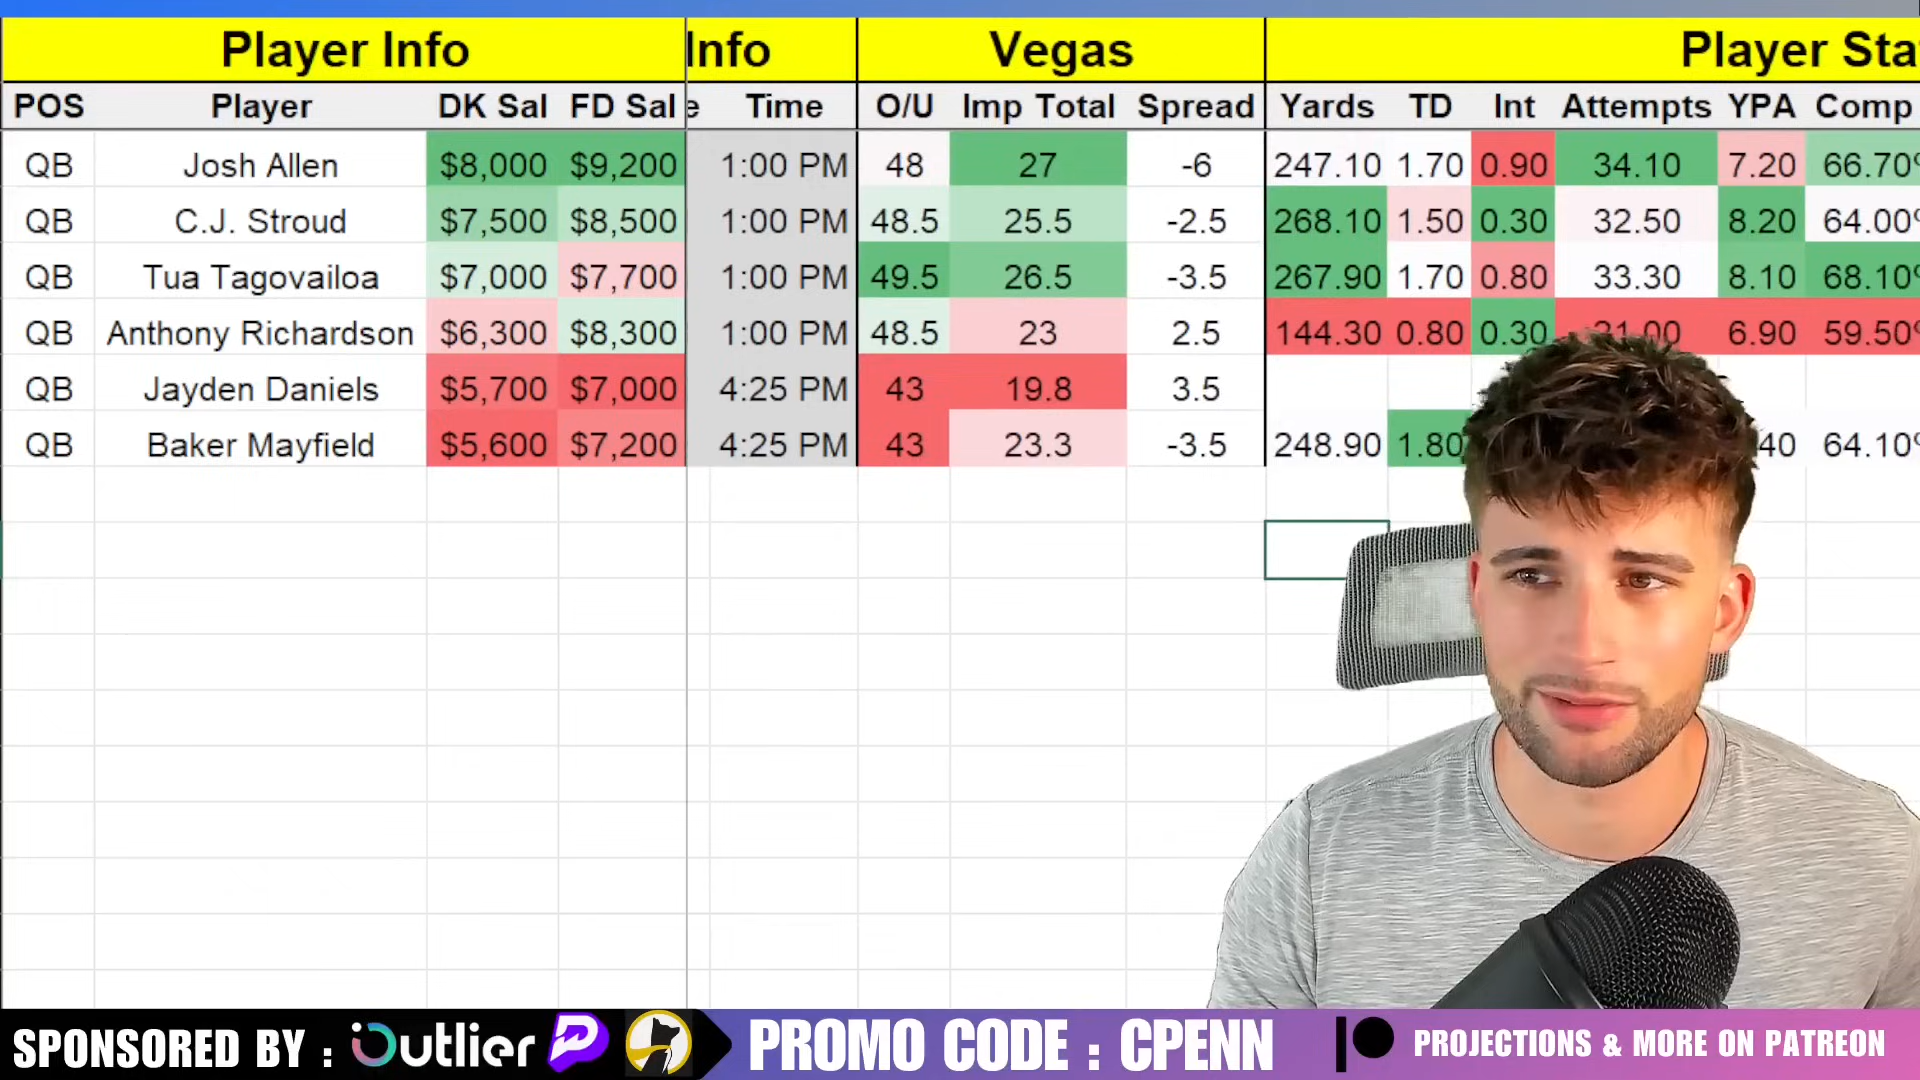 Player Info nfo Vegas Player Sta
POS Player DK Sal FD Sal e Time O/U Imp Total Spread Yards TD Int Attempts YPA Comp
QB Josh Allen $8,000 $9,200 1:00 PM 48 27 -6 247.10 1.70 0.90 34.10 7.20 66.70%
QB C.J. Stroud $7,500 $8,500 1:00 PM 48.5 25.5 -2.5 268.10 1.50 0.30 32.50 8.20 64.00%
QB Tua Tagovailoa $7,000 $7,700 1:00 PM 49.5 26.5 -3.5 267.90 1.70 0.80 33.30 8.10 68.10%
QB Anthony Richardson $6,300 $8,300 1:00 PM 48.5 23 2.5 144.30 0.80 0.30 21.00 6.90 59.50%
QB Jayden Daniels $5,700 $7,000 4:25 PM 43 19.8 3.5
QB Baker Mayfield $5,600 $7,200 4:25 PM 43 23.3 -3.5 248.90 1.80 40 64.10%
SPONSORED BY : Outlier P PROMO CODE : CPENN PROJECTIONS & MORE ON PATREON